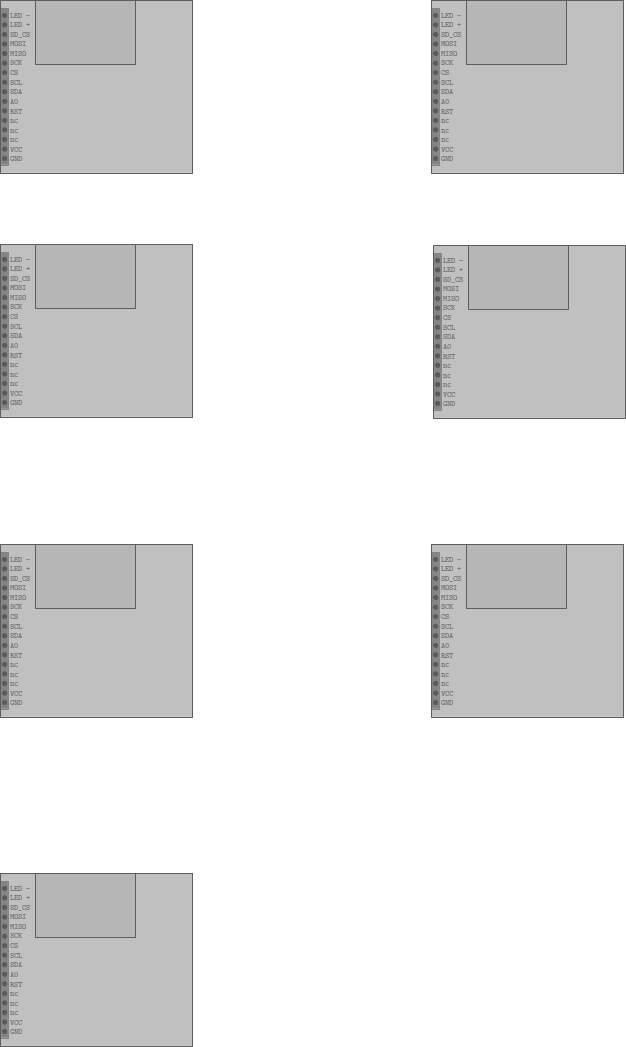 LED -
LED +
SD_CS
MOSI
MISO
SCK
CS
SCL
SDA
AO
RST
nc
nc
nc
VCC
GND
LED -
LED +
SD_CS
MOSI
MISO
SCK
CS
SCL
SDA
AO
RST
nc
nc
nc
VCC
GND
LED -
LED +
SD_CS
MOSI
MISO
SCK
CS
SCL
SDA
AO
RST
nc
nc
nc
VCC
GND
LED -
LED +
SD_CS
MOSI
MISO
SCK
CS
SCL
SDA
AO
RST
nc
nc
nc
VCC
GND
LED -
LED +
SD_CS
MOSI
MISO
SCK
CS
SCL
SDA
AO
RST
nc
nc
nc
VCC
GND
LED -
LED +
SD_CS
MOSI
MISO
SCK
CS
SCL
SDA
AO
RST
nc
nc
nc
VCC
GND
LED -
LED +
SD_CS
MOSI
MISO
SCK
CS
SCL
SDA
AO
RST
nc
nc
nc
VCC
GND